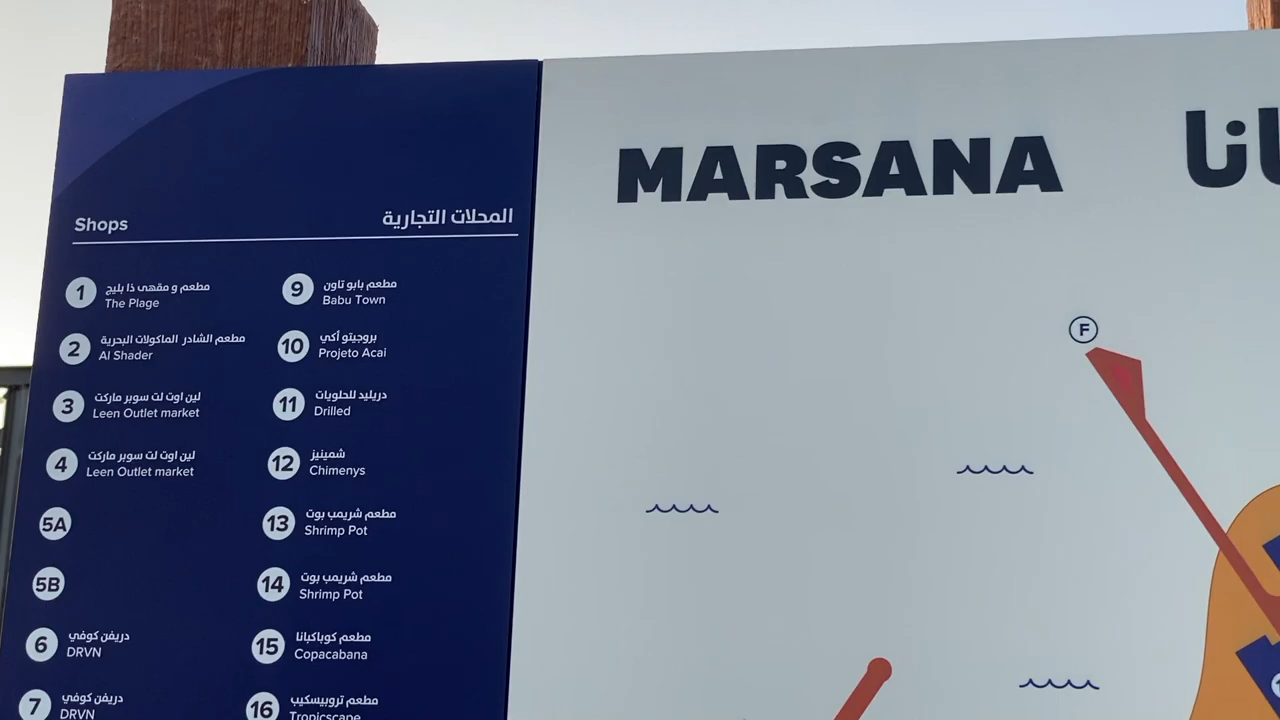 MARSANA
Shops
المحلات التجارية
1
مطعم و مقهى ذا بليج
The Plage
2
مطعم الشادر الماكولات البحرية
Al Shader
3
لين اوت لت سوبر ماركت
Leen Outlet market
4
لين اوت لت سوبر ماركت
Leen Outlet market
5A
5B
6
دريفن كوفي
DRVN
7
دريفن كوفي
DRVN
9
مطعم بابو تاون
Babu Town
10
بروجيتو أكي
Projeto Acai
11
دريليد للحلويات
Drilled
12
شمينيز
Chimenys
13
مطعم شريمب بوت
Shrimp Pot
14
مطعم شريمب بوت
Shrimp Pot
15
مطعم كوباكبانا
Copacabana
16
مطعم تروبيسكيب
Tropicscape
F